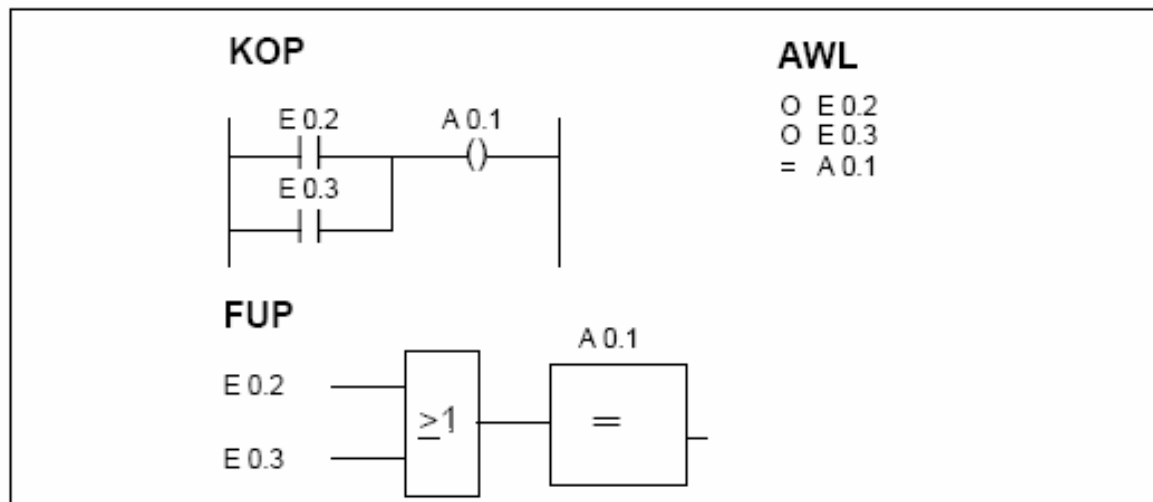 KOP
E 0.2 A 0.1
( )
E 0.3
AWL
O E 0.2
O E 0.3
= A 0.1
FUP
A 0.1
E 0.2
≥1 =
E 0.3